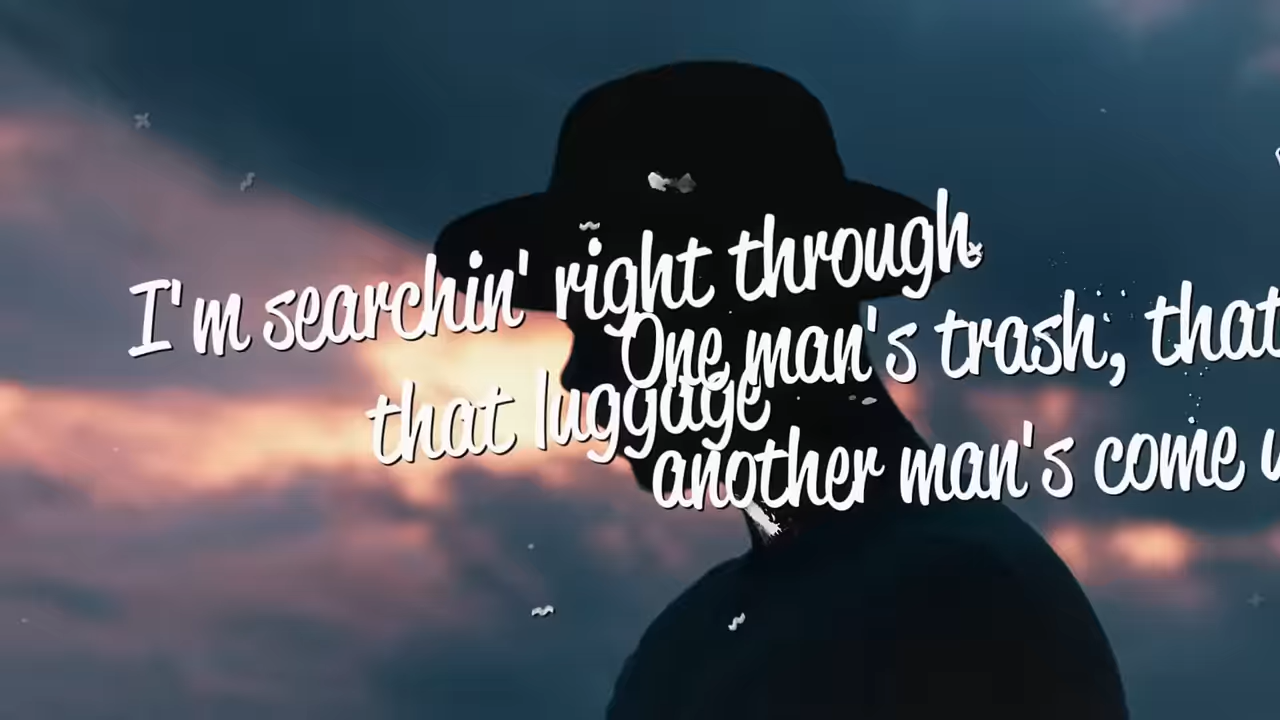 I'm searchin' right through
that luggage
One man's trash, that
another man's come